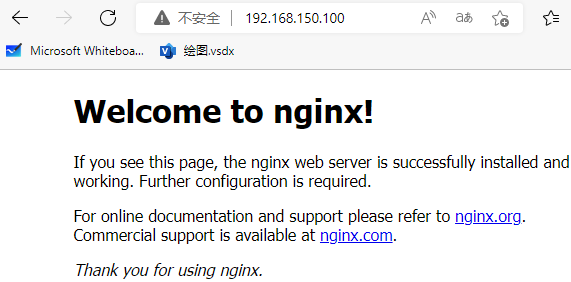 不安全 | 192.168.150.100 A aあ
Microsoft Whiteboa... 绘图.vsdx
Welcome to nginx!
If you see this page, the nginx web server is successfully installed and
working. Further configuration is required.
For online documentation and support please refer to nginx.org.
Commercial support is available at nginx.com.
Thank you for using nginx.